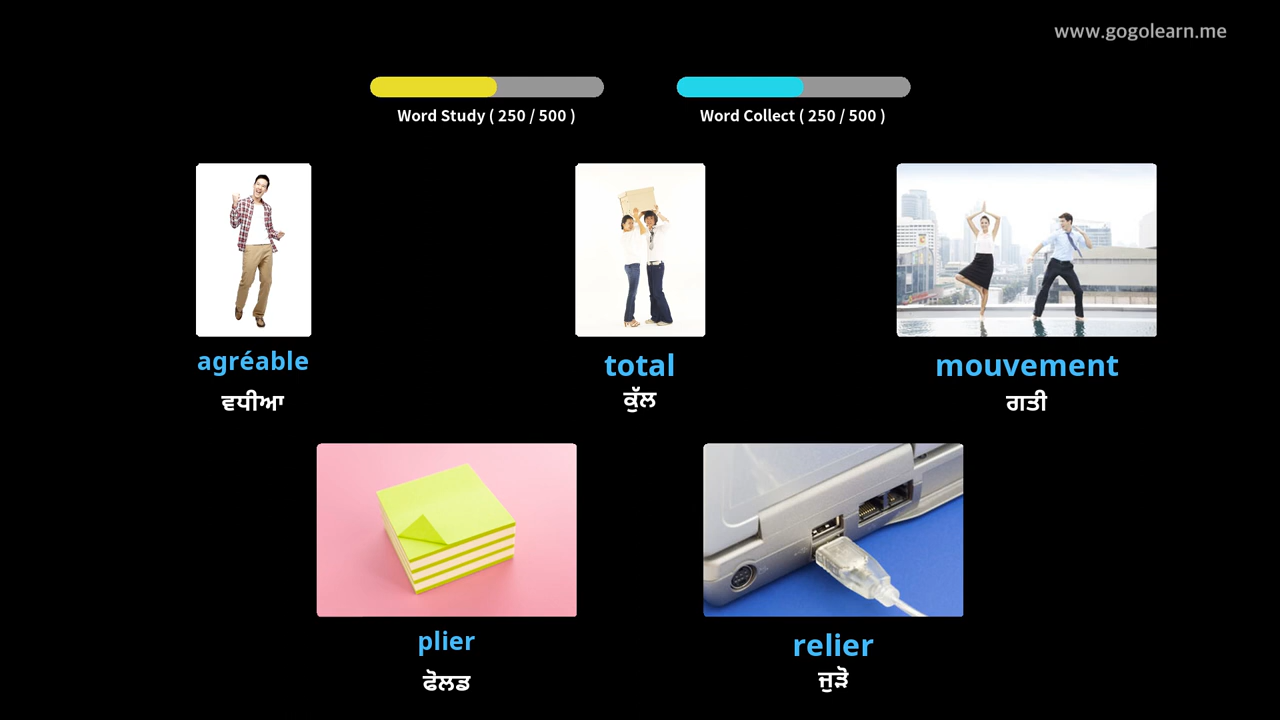 www.gogolearn.me
Word Study ( 250 / 500 )
Word Collect ( 250 / 500 )
agréable
ਵਧੀਆ
total
ਕੁੱਲ
mouvement
ਗਤੀ
plier
ਫੋਲਡ
relier
ਜੁੜੋ